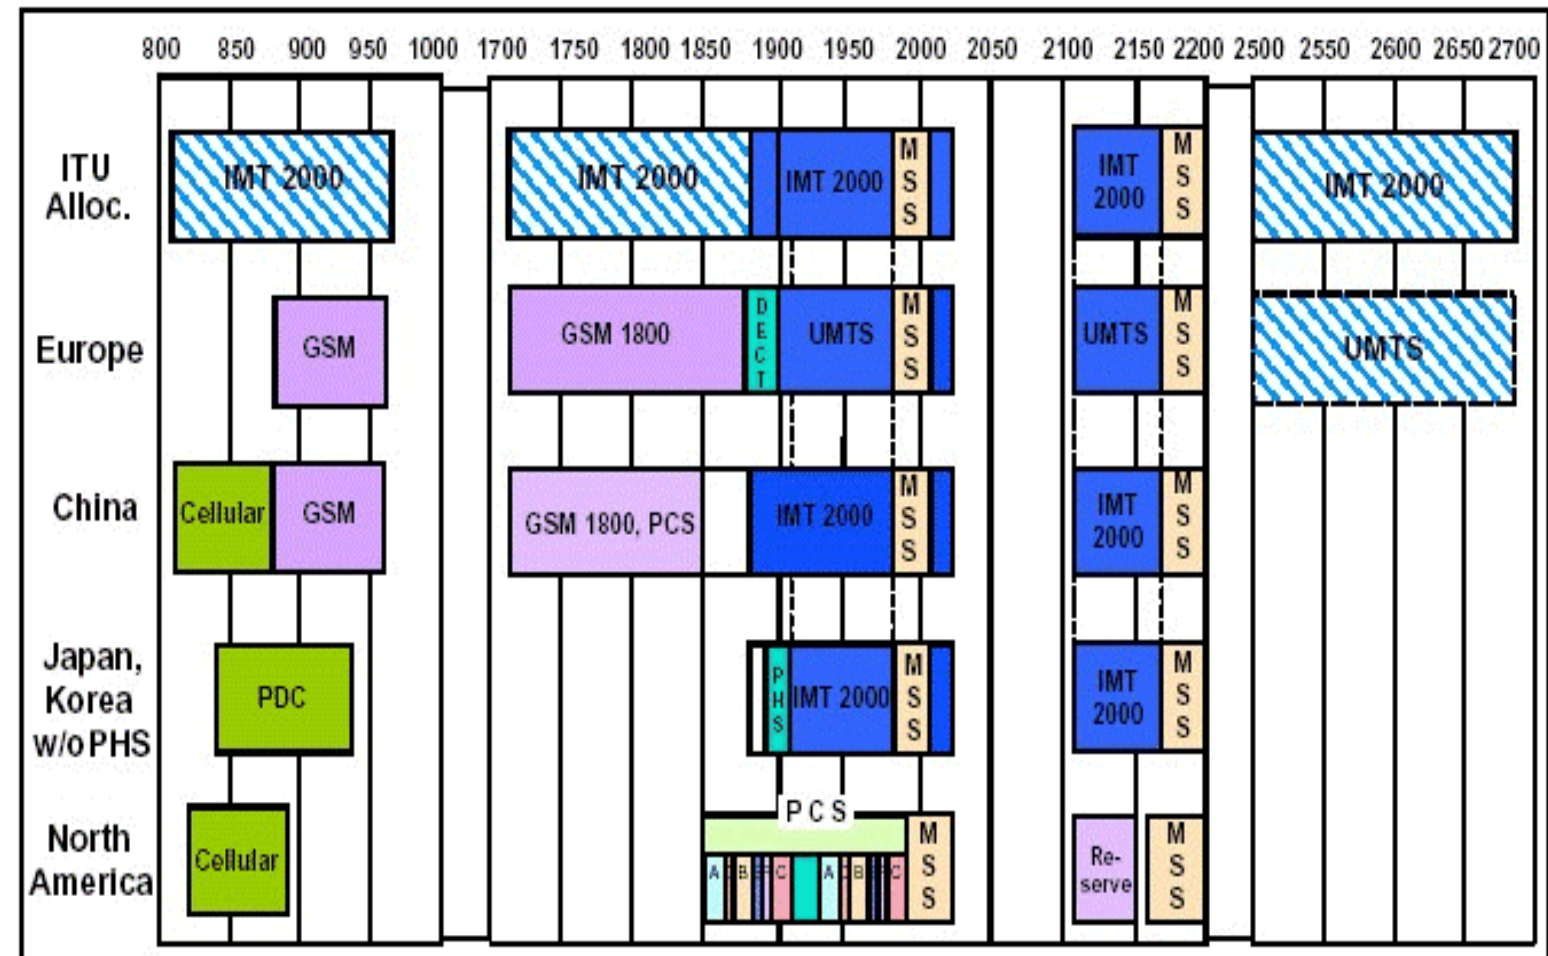 800 850 900 950 1000 1700 1750 1800 1850 1900 1950 2000 2050 2100 2150 2200 2500 2550 2600 2650 2700
ITU
Alloc.
IMT 2000
IMT 2000
IMT 2000
M
S
S
IMT
2000
M
S
S
IMT 2000
Europe
GSM
GSM 1800
D
E
C
T
UMTS
M
S
S
UMTS
M
S
S
UMTS
China
Cellular
GSM
GSM 1800, PCS
IMT 2000
M
S
S
IMT
2000
M
S
S
Japan,
Korea
w/o PHS
PDC
P
H
S
IMT 2000
M
S
S
IMT
2000
M
S
S
North
America
Cellular
PCS
A B C A B C
M
S
S
Re-
serve
M
S
S